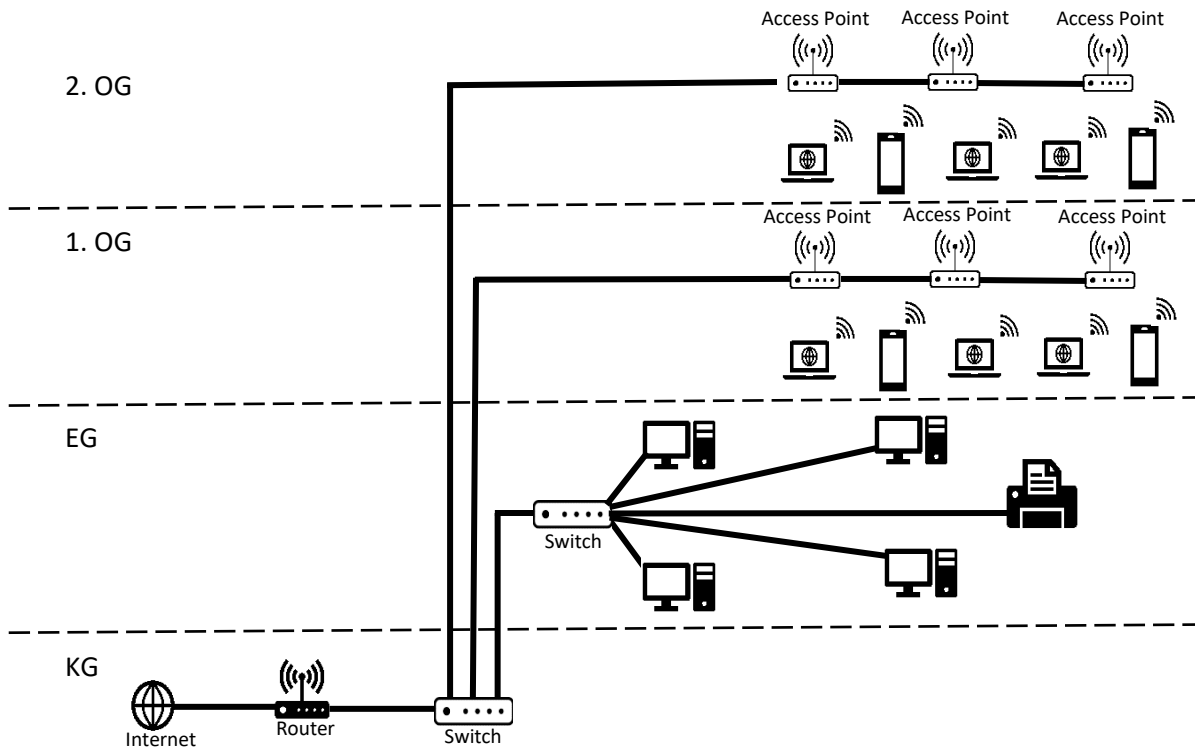 Access Point
Access Point
Access Point
2. OG
Access Point
Access Point
Access Point
1. OG
EG
Switch
KG
Internet
Router
Switch